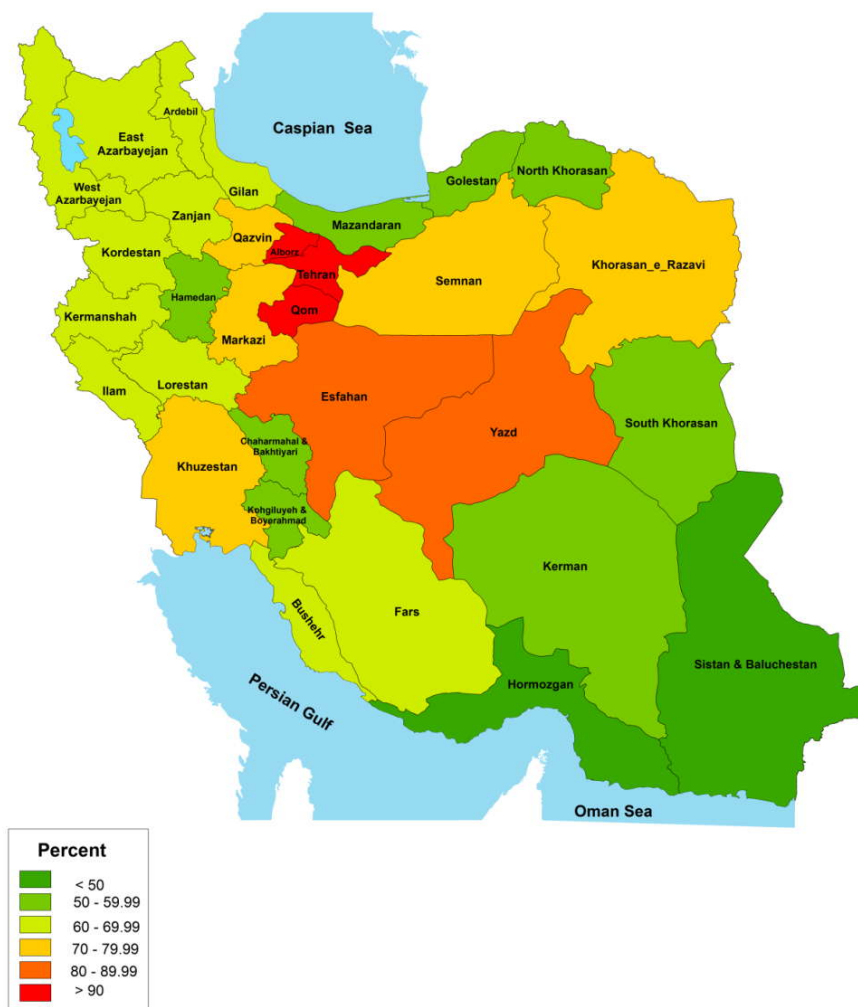 Caspian Sea
Ardebil
East
Azarbayejan
Golestan
North Khorasan
West
Azarbayejan
Gilan
Zanjan
Mazandaran
Qazvin
Kordestan
Alborz
Khorasan_e_Razavi
Tehran
Semnan
Hamedan
Qom
Kermanshah
Markazi
Lorestan
Ilam
Esfahan
South Khorasan
Yazd
Chaharmahal &
Bakhtiyari
Khuzestan
Kohgiluyeh &
Boyerahmad
Kerman
Bushehr
Fars
Sistan & Baluchestan
Hormozgan
Persian Gulf
Oman Sea
Percent
< 50
50 - 59.99
60 - 69.99
70 - 79.99
80 - 89.99
> 90